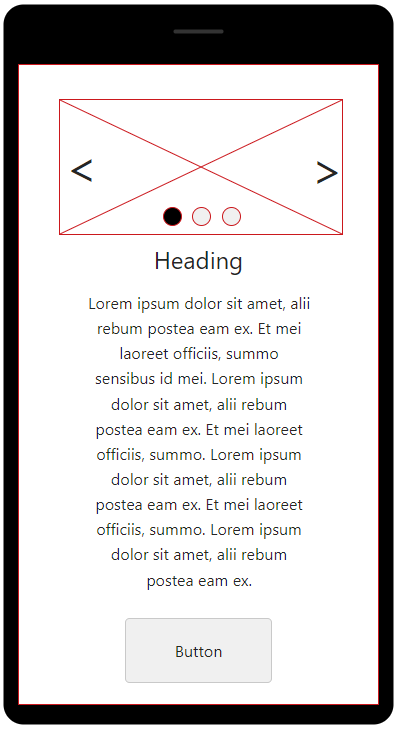 < >
Heading
Lorem ipsum dolor sit amet, alii
rebum postea eam ex. Et mei
laoreet officiis, summo
sensibus id mei. Lorem ipsum
dolor sit amet, alii rebum
postea eam ex. Et mei laoreet
officiis, summo. Lorem ipsum
dolor sit amet, alii rebum
postea eam ex. Et mei laoreet
officiis, summo. Lorem ipsum
dolor sit amet, alii rebum
postea eam ex.
Button